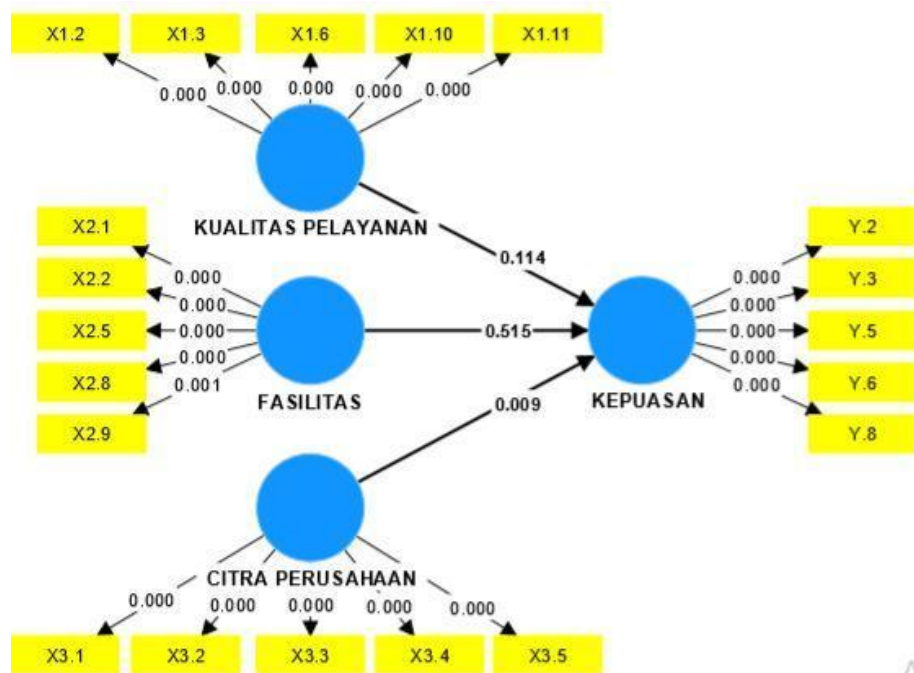 X1.2 X1.3 X1.6 X1.10 X1.11
0.000 0.000 0.000 0.000 0.000
KUALITAS PELAYANAN
X2.1
X2.2
X2.5
X2.8
X2.9
0.000
0.000
0.000
0.000
0.001
FASILITAS
0.114
0.515
0.009
KEPUASAN
0.000
0.000
0.000
0.000
0.000
Y.2
Y.3
Y.5
Y.6
Y.8
CITRA PERUSAHAAN
0.000 0.000 0.000 0.000 0.000
X3.1 X3.2 X3.3 X3.4 X3.5